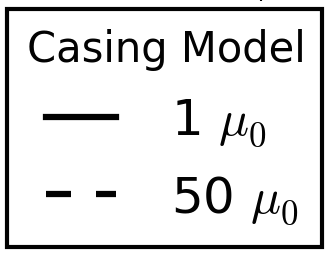 Casing Model
1 μ₀
50 μ₀